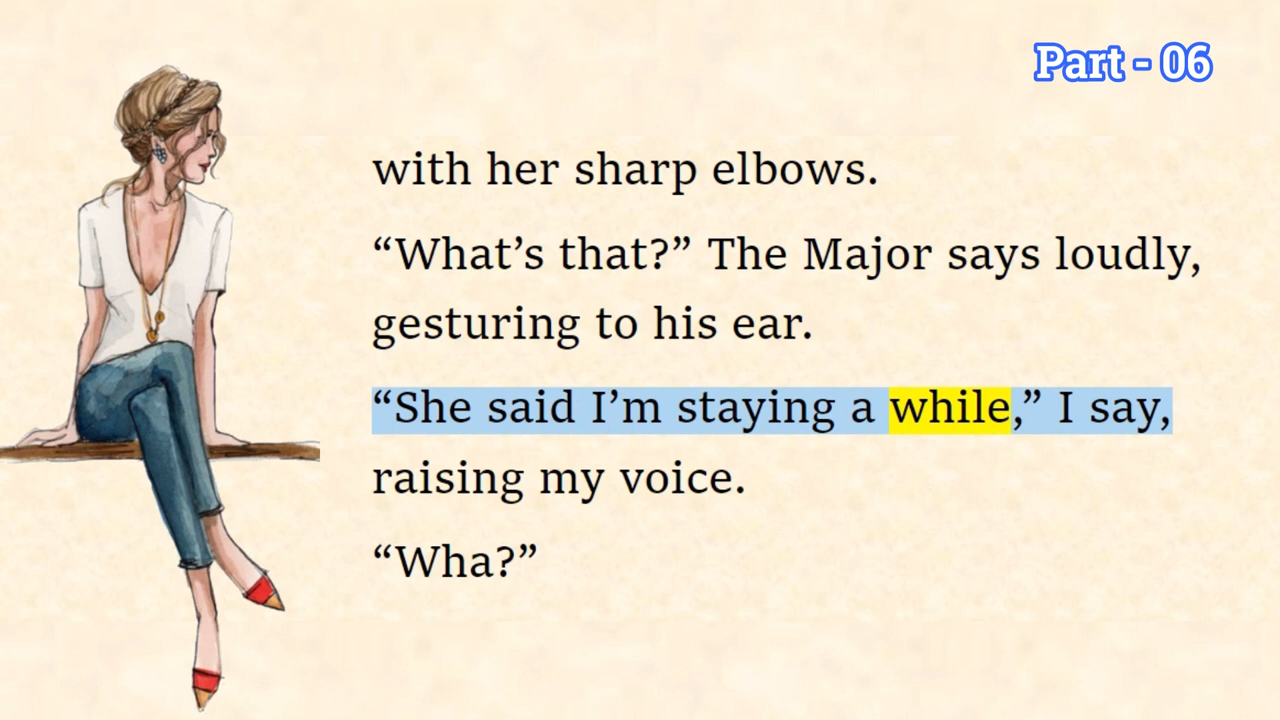 Part - 06
with her sharp elbows.
“What’s that?” The Major says loudly,
gesturing to his ear.
“She said I’m staying a while,” I say,
raising my voice.
“Wha?”